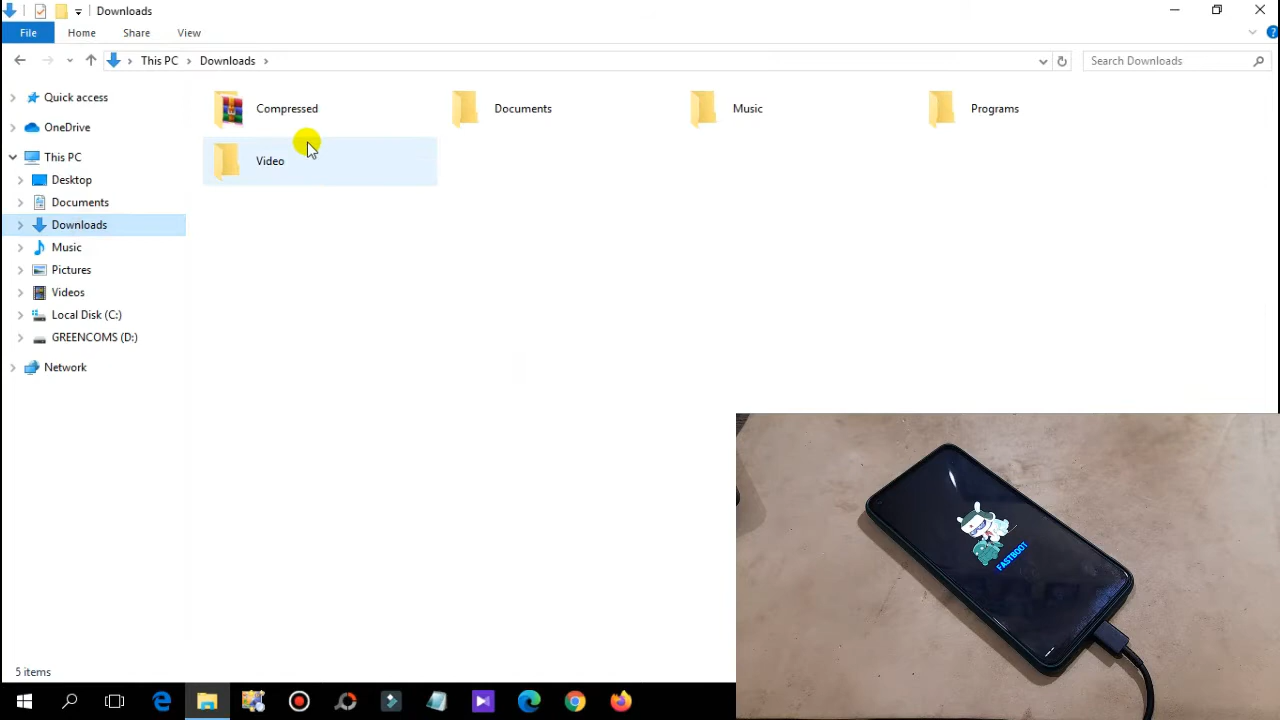 Downloads
File
Home
Share
View
This PC
Downloads
Search Downloads
Quick access
OneDrive
This PC
Desktop
Documents
Downloads
Music
Pictures
Videos
Local Disk (C:)
GREENCOMS (D:)
Network
Compressed
Documents
Music
Programs
Video
5 items
FASTBOOT